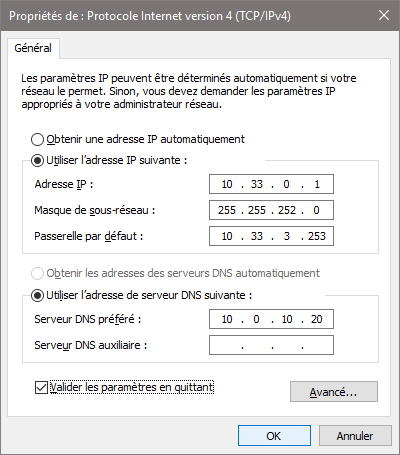 Propriétés de : Protocole Internet version 4 (TCP/IPv4)
Général
Les paramètres IP peuvent être déterminés automatiquement si votre
réseau le permet. Sinon, vous devez demander les paramètres IP
appropriés à votre administrateur réseau.
Obtenir une adresse IP automatiquement
Utiliser l'adresse IP suivante :
Adresse IP : 10 . 33 . 0 . 1
Masque de sous-réseau : 255 . 255 . 252 . 0
Passerelle par défaut : 10 . 33 . 3 . 253
Obtenir les adresses des serveurs DNS automatiquement
Utiliser l'adresse de serveur DNS suivante :
Serveur DNS préféré : 10 . 0 . 10 . 20
Serveur DNS auxiliaire : . . .
Valider les paramètres en quittant
Avancé...
OK Annuler